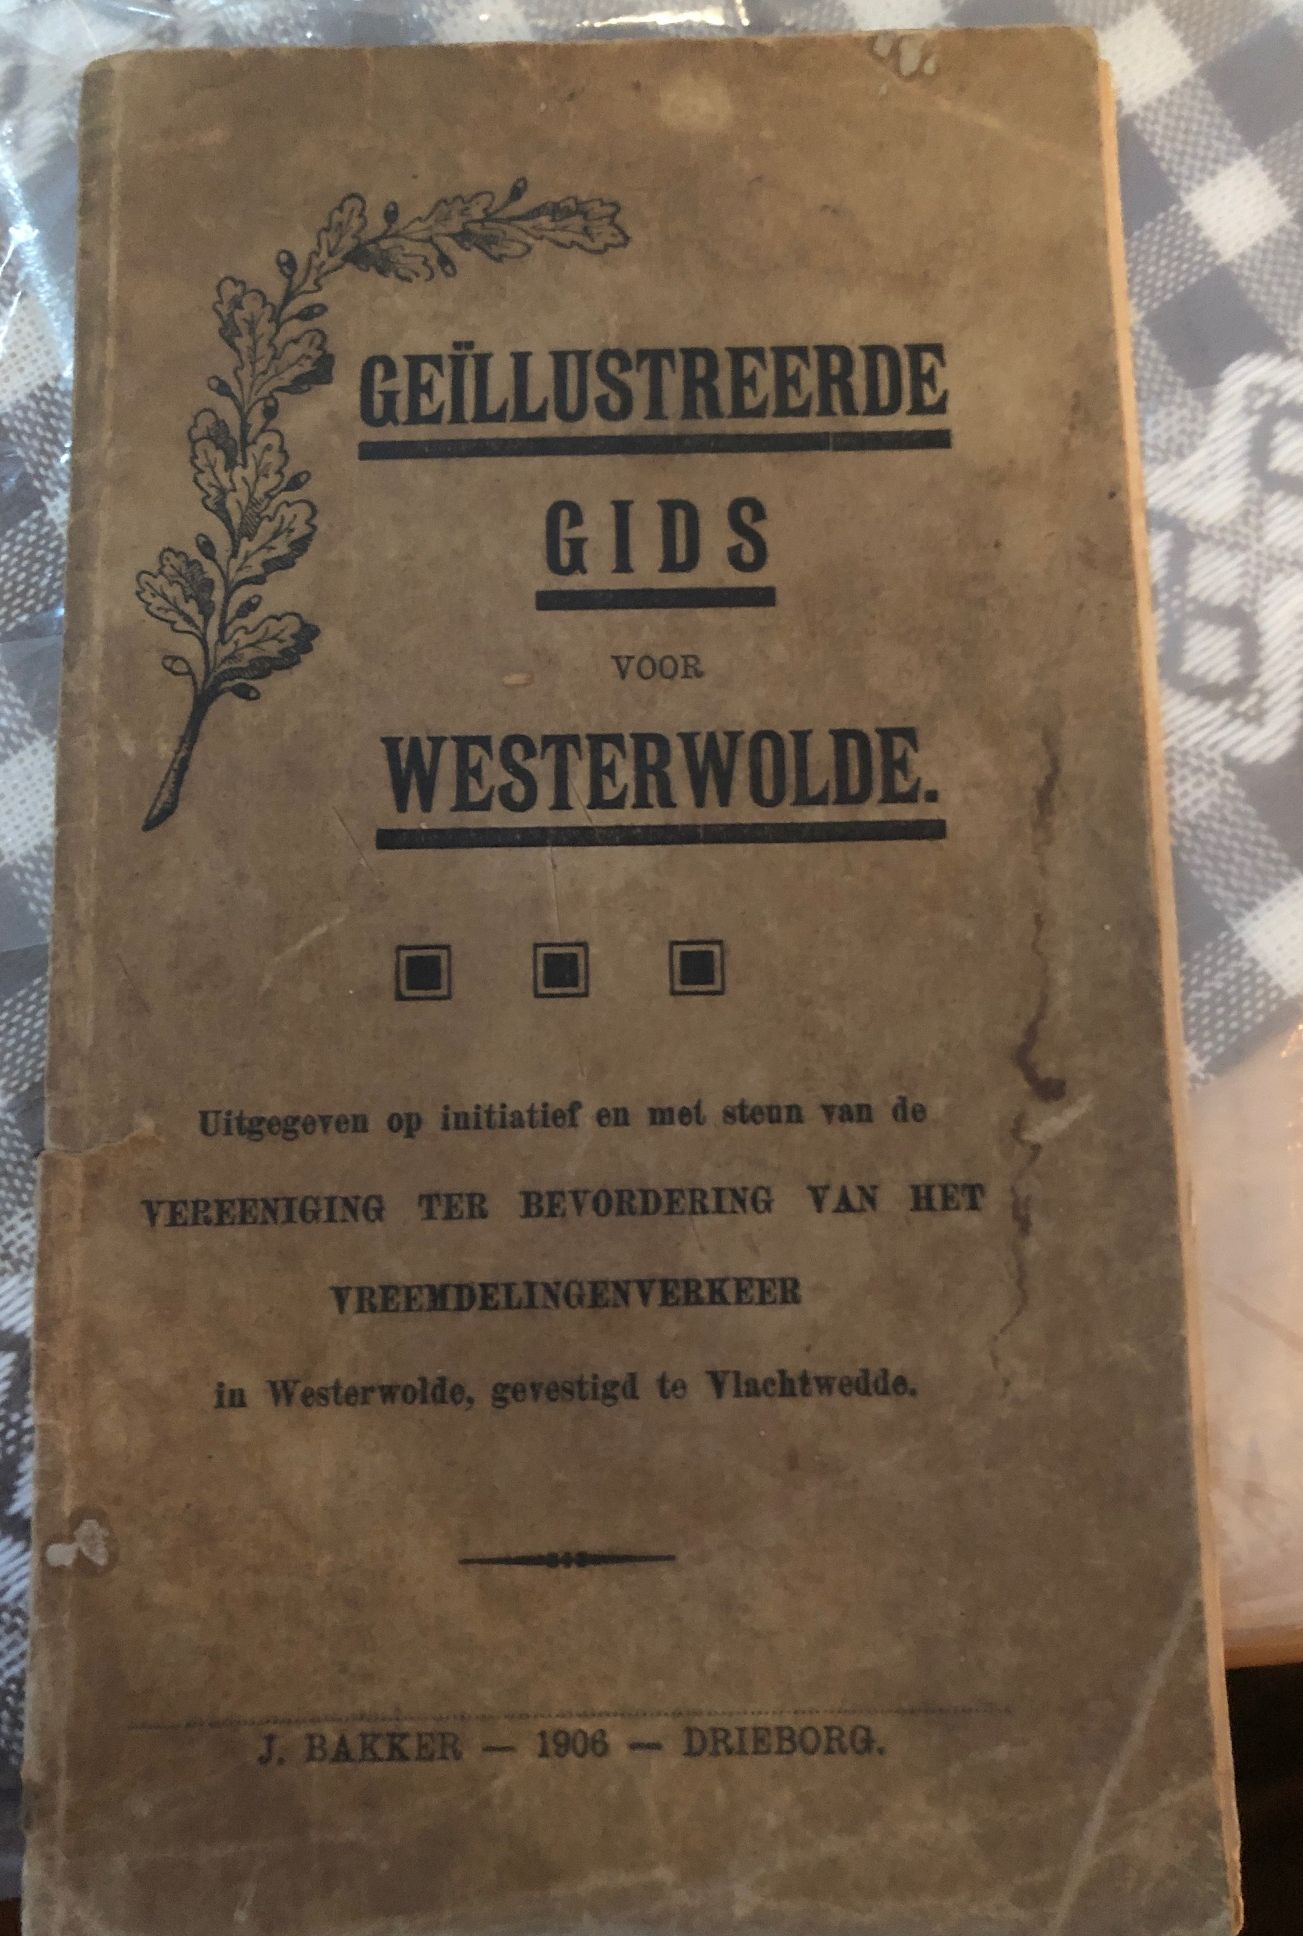 GEÏLLUSTREERDE
GIDS
VOOR
WESTERWOLDE.
Uitgegeven op initiatief en met steun van de
VEREENIGING TER BEVORDERING VAN HET
VREEMDELINGENVERKEER
in Westerwolde, gevestigd te Vlachtwedde.
J. BAKKER — 1906 — DRIEBORG.